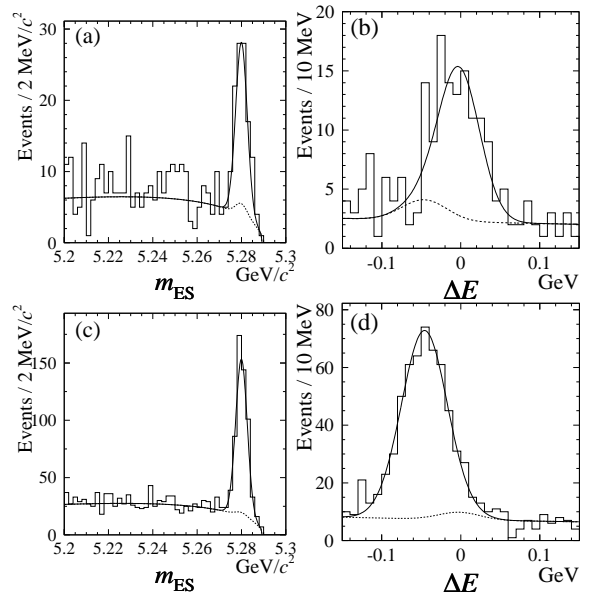 (a)
Events / 2 MeV/c²
30
20
10
0
5.2 5.22 5.24 5.26 5.28 5.3
GeV/c²
mES
(b)
Events / 10 MeV
20
15
10
5
0
-0.1 0 0.1
GeV
ΔE
(c)
Events / 2 MeV/c²
150
100
50
0
5.2 5.22 5.24 5.26 5.28 5.3
GeV/c²
mES
(d)
Events / 10 MeV
80
60
40
20
0
-0.1 0 0.1
GeV
ΔE